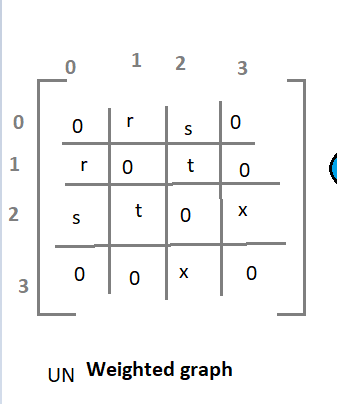 0 1 2 3
0 0 r s 0
1 r 0 t 0
2 s t 0 x
3 0 0 x 0
UN Weighted graph